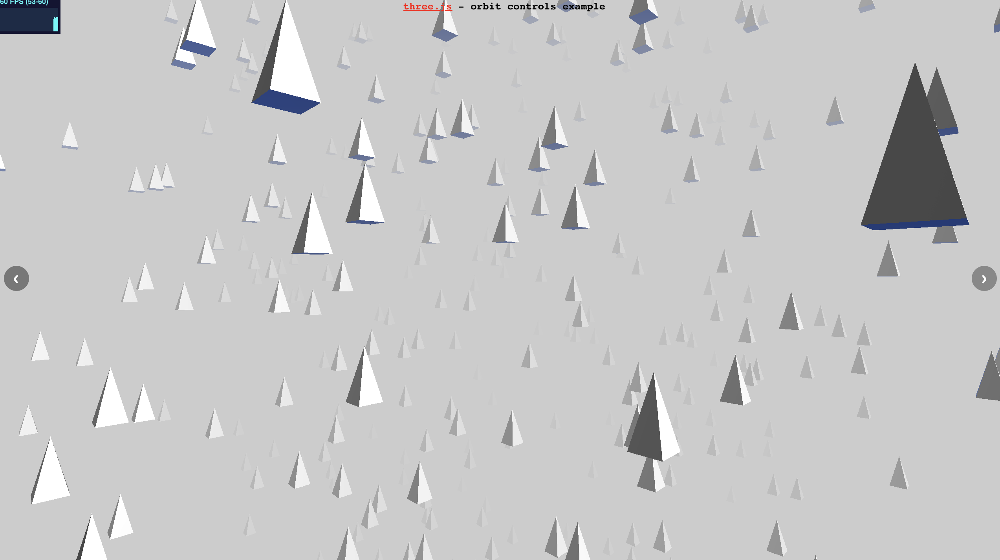 60 FPS (53-60)
three.js - orbit controls example
‹
›